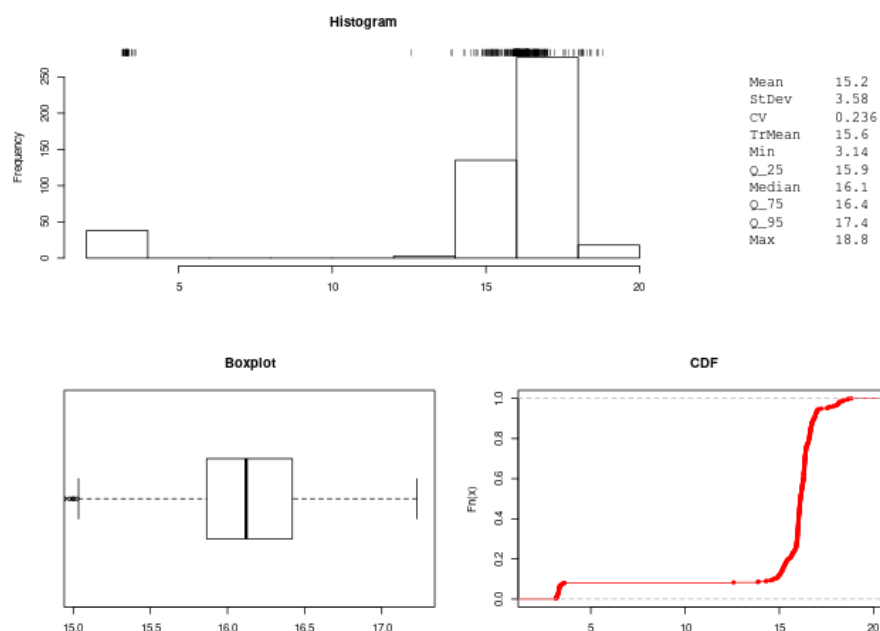 Histogram
Frequency
0 50 100 150 200 250
5 10 15 20
Mean 15.2
StDev 3.58
CV 0.236
TrMean 15.6
Min 3.14
Q_25 15.9
Median 16.1
Q_75 16.4
Q_95 17.4
Max 18.8
Boxplot
15.0 15.5 16.0 16.5 17.0
CDF
Fn(x)
0.0 0.2 0.4 0.6 0.8 1.0
5 10 15 20